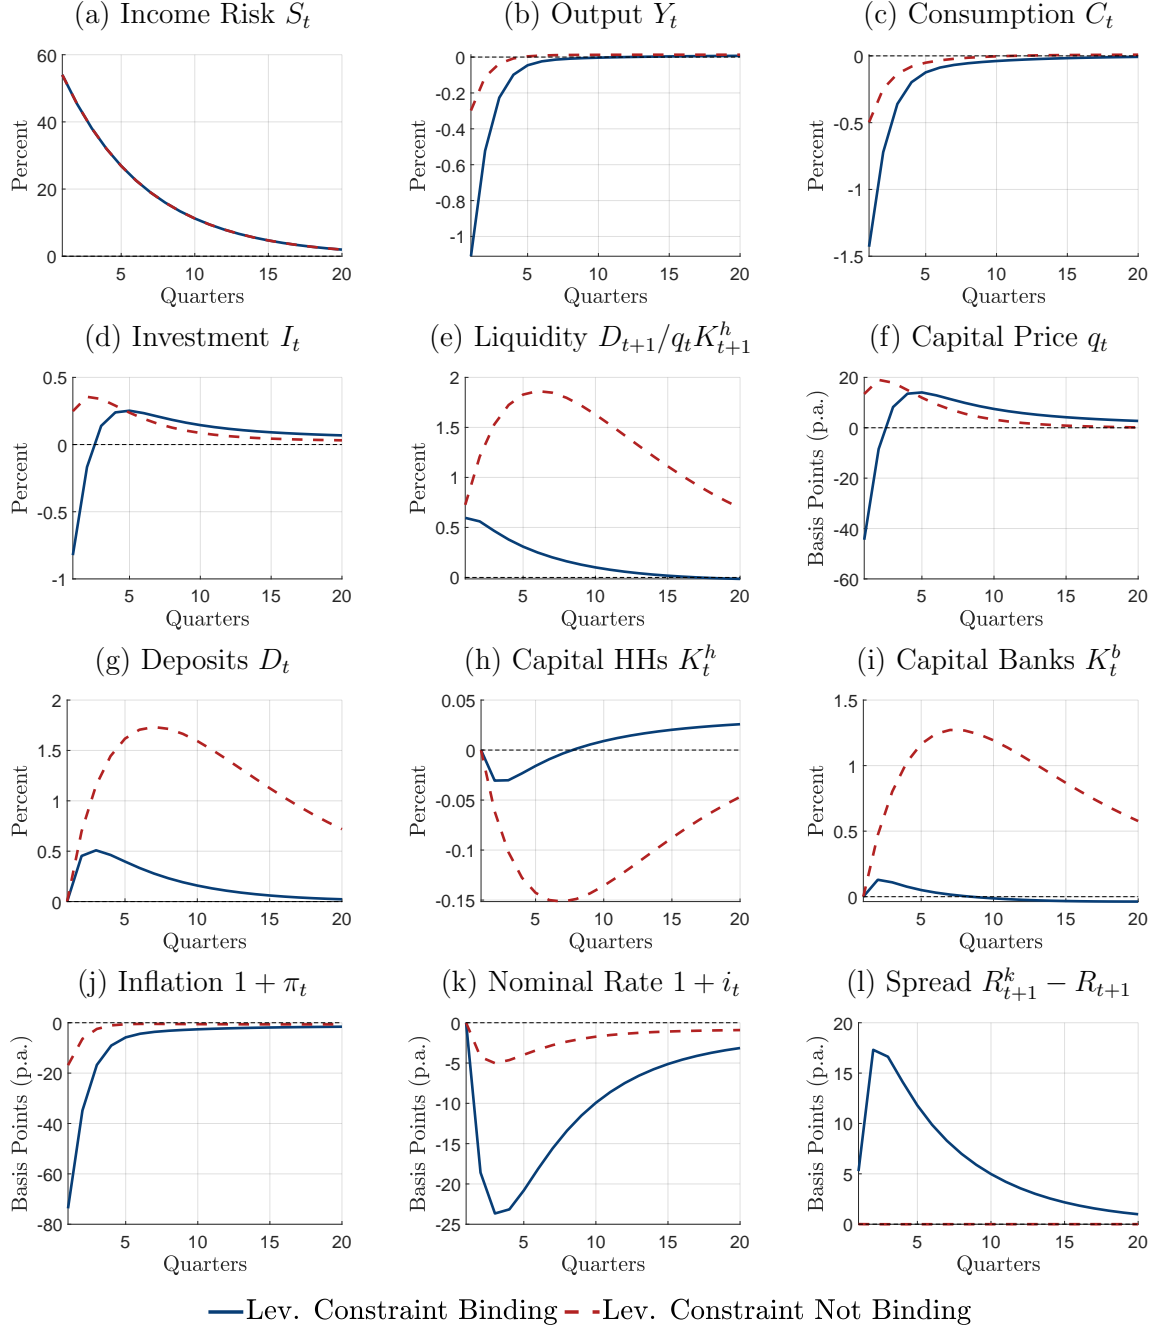 (a) Income Risk S_t
(b) Output Y_t
(c) Consumption C_t
Percent
60
40
20
0
5
10
15
20
Quarters
Percent
0
-0.2
-0.4
-0.6
-0.8
-1
5
10
15
20
Quarters
Percent
0
-0.5
-1
-1.5
5
10
15
20
Quarters
(d) Investment I_t
(e) Liquidity D_{t+1}/q_tK^h_{t+1}
(f) Capital Price q_t
Percent
0.5
0
-0.5
-1
5
10
15
20
Quarters
Percent
2
1.5
1
0.5
0
5
10
15
20
Quarters
Basis Points (p.a.)
20
0
-20
-40
-60
5
10
15
20
Quarters
(g) Deposits D_t
(h) Capital HHs K^h_t
(i) Capital Banks K^b_t
Percent
2
1.5
1
0.5
0
5
10
15
20
Quarters
Percent
0.05
0
-0.05
-0.1
-0.15
5
10
15
20
Quarters
Percent
1.5
1
0.5
0
5
10
15
20
Quarters
(j) Inflation 1 + π_t
(k) Nominal Rate 1 + i_t
(l) Spread R^k_{t+1} − R_{t+1}
Basis Points (p.a.)
0
-20
-40
-60
-80
5
10
15
20
Quarters
Basis Points (p.a.)
0
-5
-10
-15
-20
-25
5
10
15
20
Quarters
Basis Points (p.a.)
20
15
10
5
0
5
10
15
20
Quarters
Lev. Constraint Binding
Lev. Constraint Not Binding